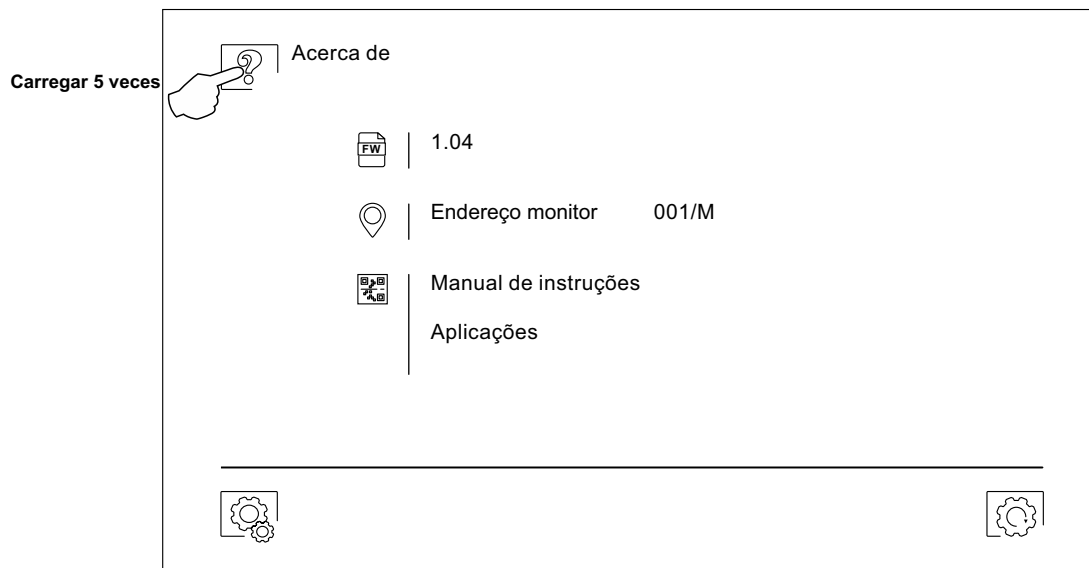 Acerca de
Carregar 5 veces
FW
1.04
Endereço monitor 001/M
Manual de instruções
Aplicações